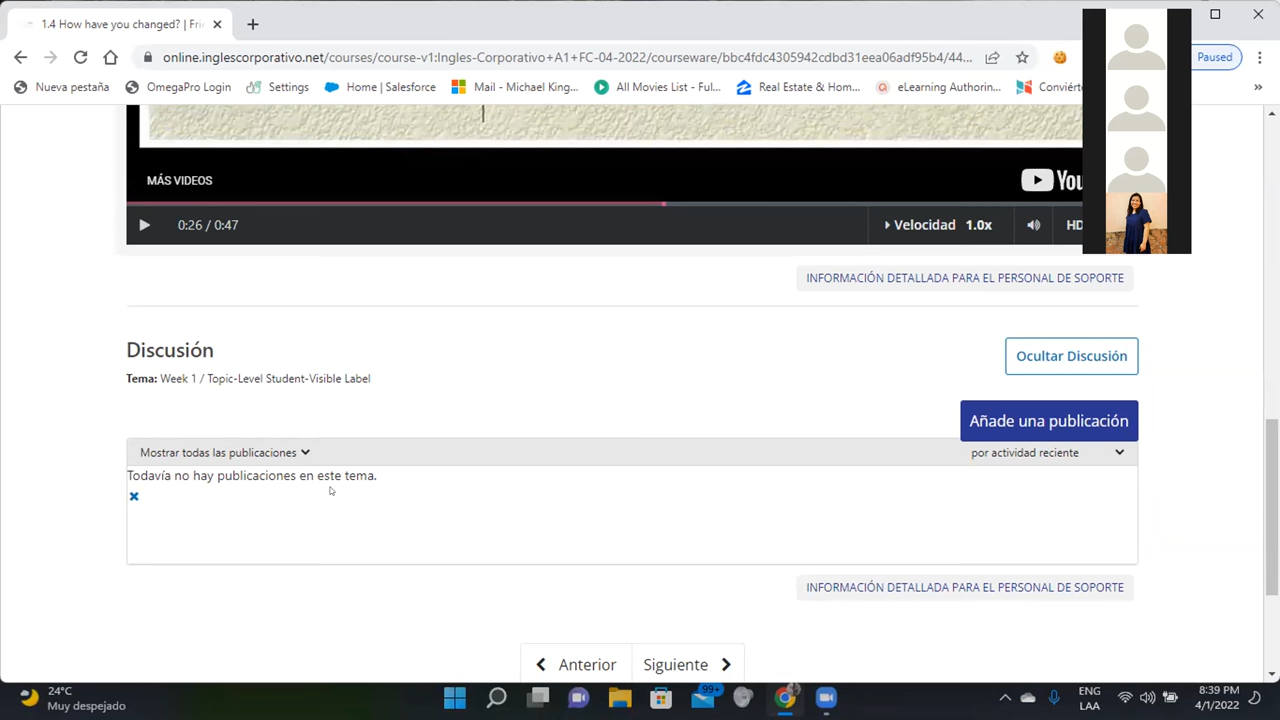 1.4 How have you changed? | Fri
online.inglescorporativo.net/courses/course-v1:Ingles-Corporativo+A1+FC-04-2022/courseware/bbc4fdc4305942cdbd31eea06adf95b4/44...
Paused
Nueva pestaña
OmegaPro Login
Settings
Home | Salesforce
Mail - Michael King...
All Movies List - Ful...
Real Estate & Hom...
eLearning Authorin...
Conviérte
»
MÁS VIDEOS
You
0:26 / 0:47
Velocidad 1.0x
HD
INFORMACIÓN DETALLADA PARA EL PERSONAL DE SOPORTE
Discusión
Ocultar Discusión
Tema: Week 1 / Topic-Level Student-Visible Label
Añade una publicación
Mostrar todas las publicaciones
por actividad reciente
Todavía no hay publicaciones en este tema.
INFORMACIÓN DETALLADA PARA EL PERSONAL DE SOPORTE
Anterior
Siguiente
24°C
Muy despejado
99+
ENG
LAA
8:39 PM
4/1/2022